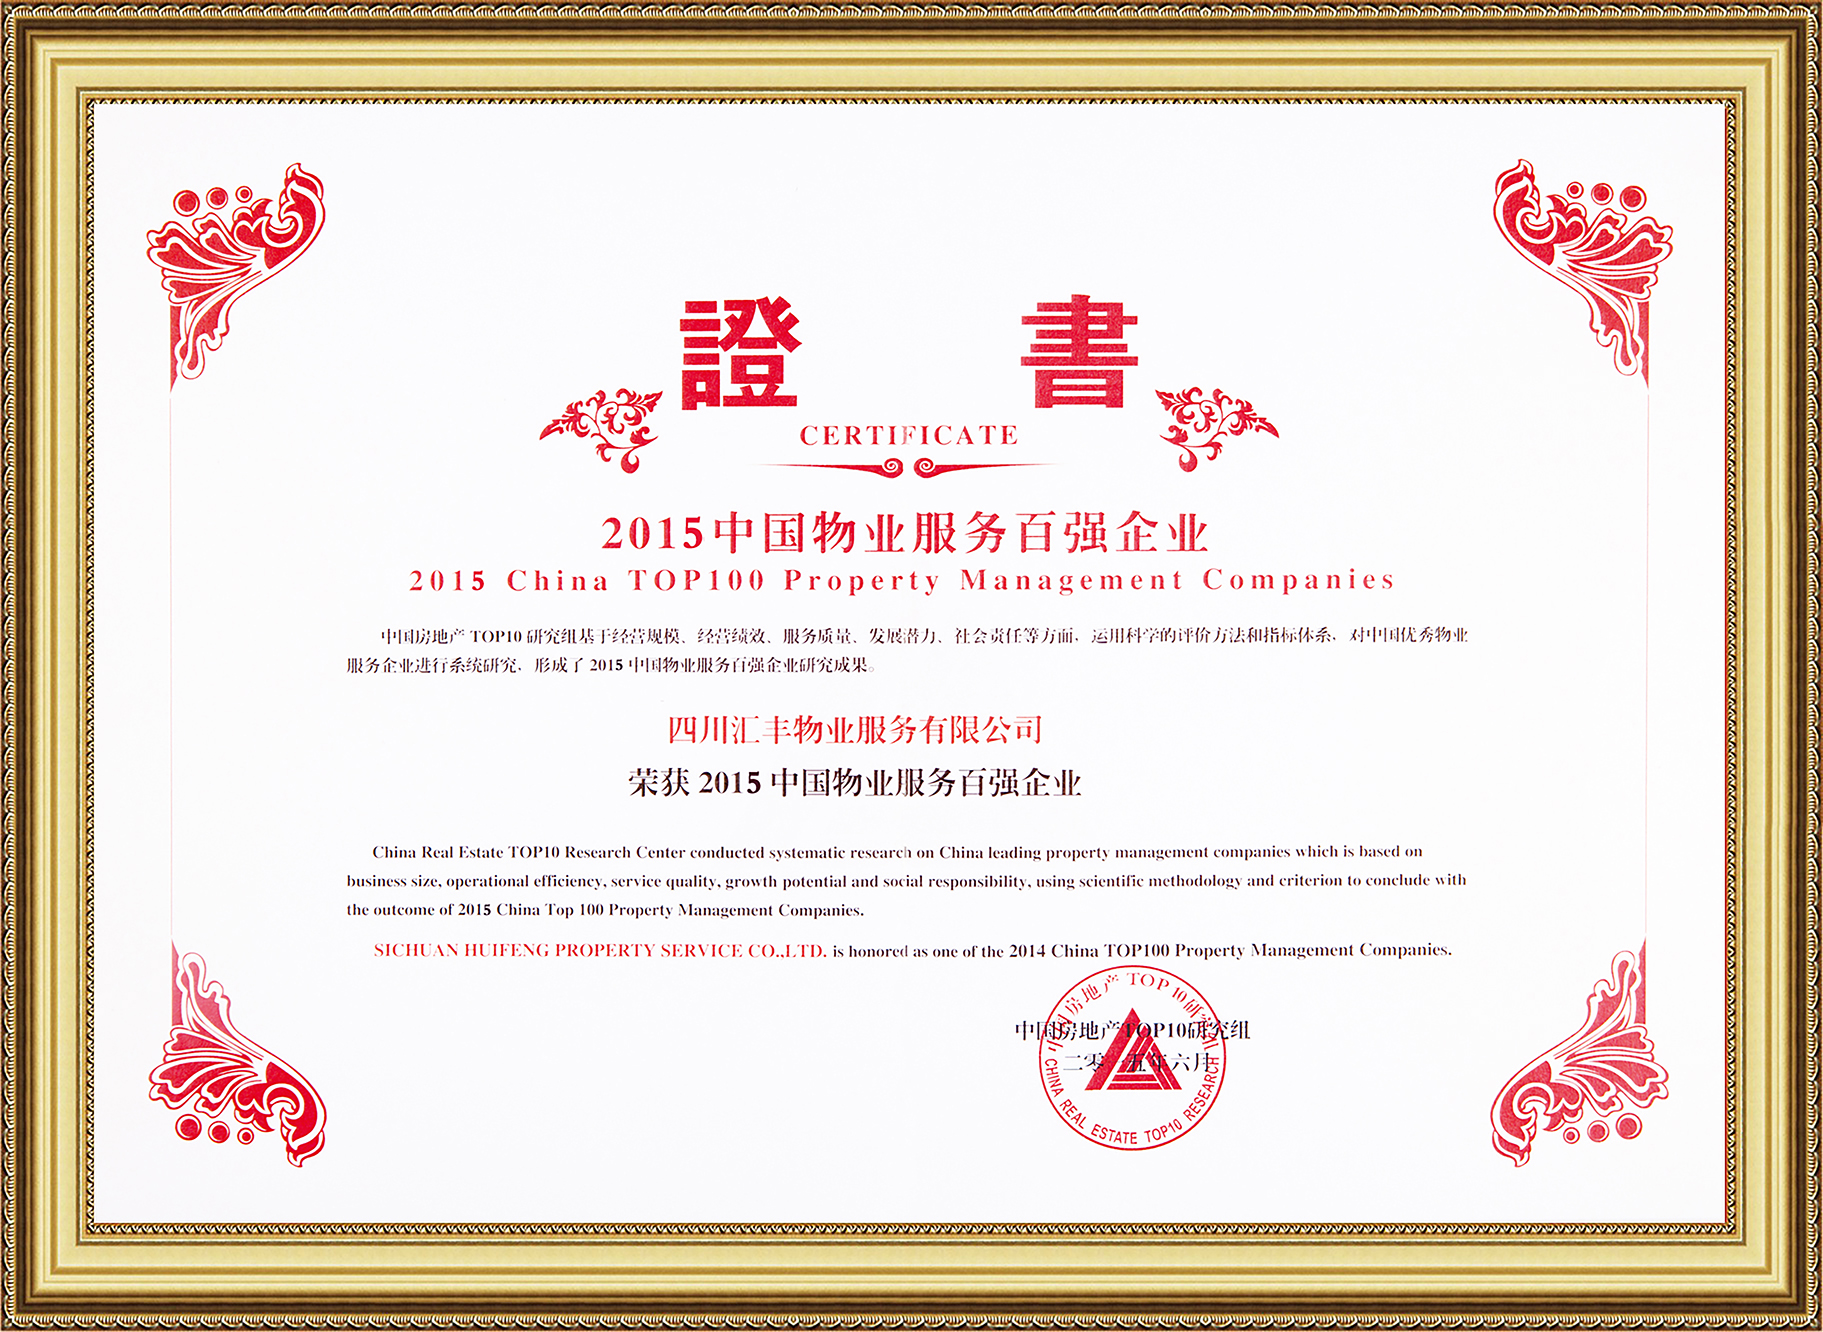 證 書
CERTIFICATE
2015中国物业服务百强企业
2015 China TOP100 Property Management Companies
中国房地产 TOP10 研究组基于经营规模、经营绩效、服务质量、发展潜力、社会责任等方面，运用科学的评价方法和指标体系，对中国优秀物业
服务企业进行系统研究，形成了 2015 中国物业服务百强企业研究成果。
四川汇丰物业服务有限公司
荣获 2015 中国物业服务百强企业
China Real Estate TOP10 Research Center conducted systematic research on China leading property management companies which is based on
business size, operational efficiency, service quality, growth potential and social responsibility, using scientific methodology and criterion to conclude with
the outcome of 2015 China Top 100 Property Management Companies.
SICHUAN HUIFENG PROPERTY SERVICE CO.,LTD. is honored as one of the 2014 China TOP100 Property Management Companies.
中国房地产TOP10研究组
二零一五年六月
中国房地产TOP10研究组
CHINA REAL ESTATE TOP10 RESEARCH